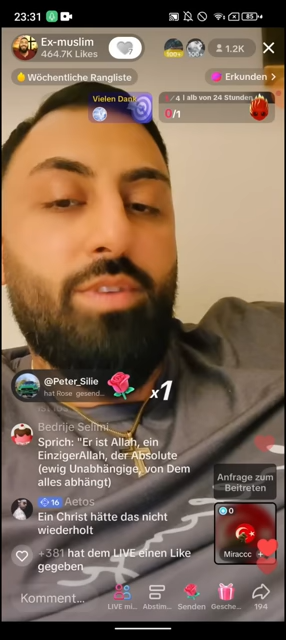 23:31
85
Ex-muslim
464.7K Likes
100+
100+
1.2K
Wöchentliche Rangliste
Erkunden >
Vielen Dank
/4 | alb von 24 Stunden
0/1
@Peter_Silie
hat Rose gesend...
x1
Bedrije Selimi
Sprich: "Er ist Allah, ein
EinzigerAllah, der Absolute
(ewig Unabhängige, von Dem
alles abhängt)
16 Aetos
Ein Christ hätte das nicht
wiederholt
+381 hat dem LIVE einen Like
gegeben
Anfrage zum
Beitreten
0
Miraccc +
Komment...
LIVE mi...
Abstim...
Senden
Gesche...
194